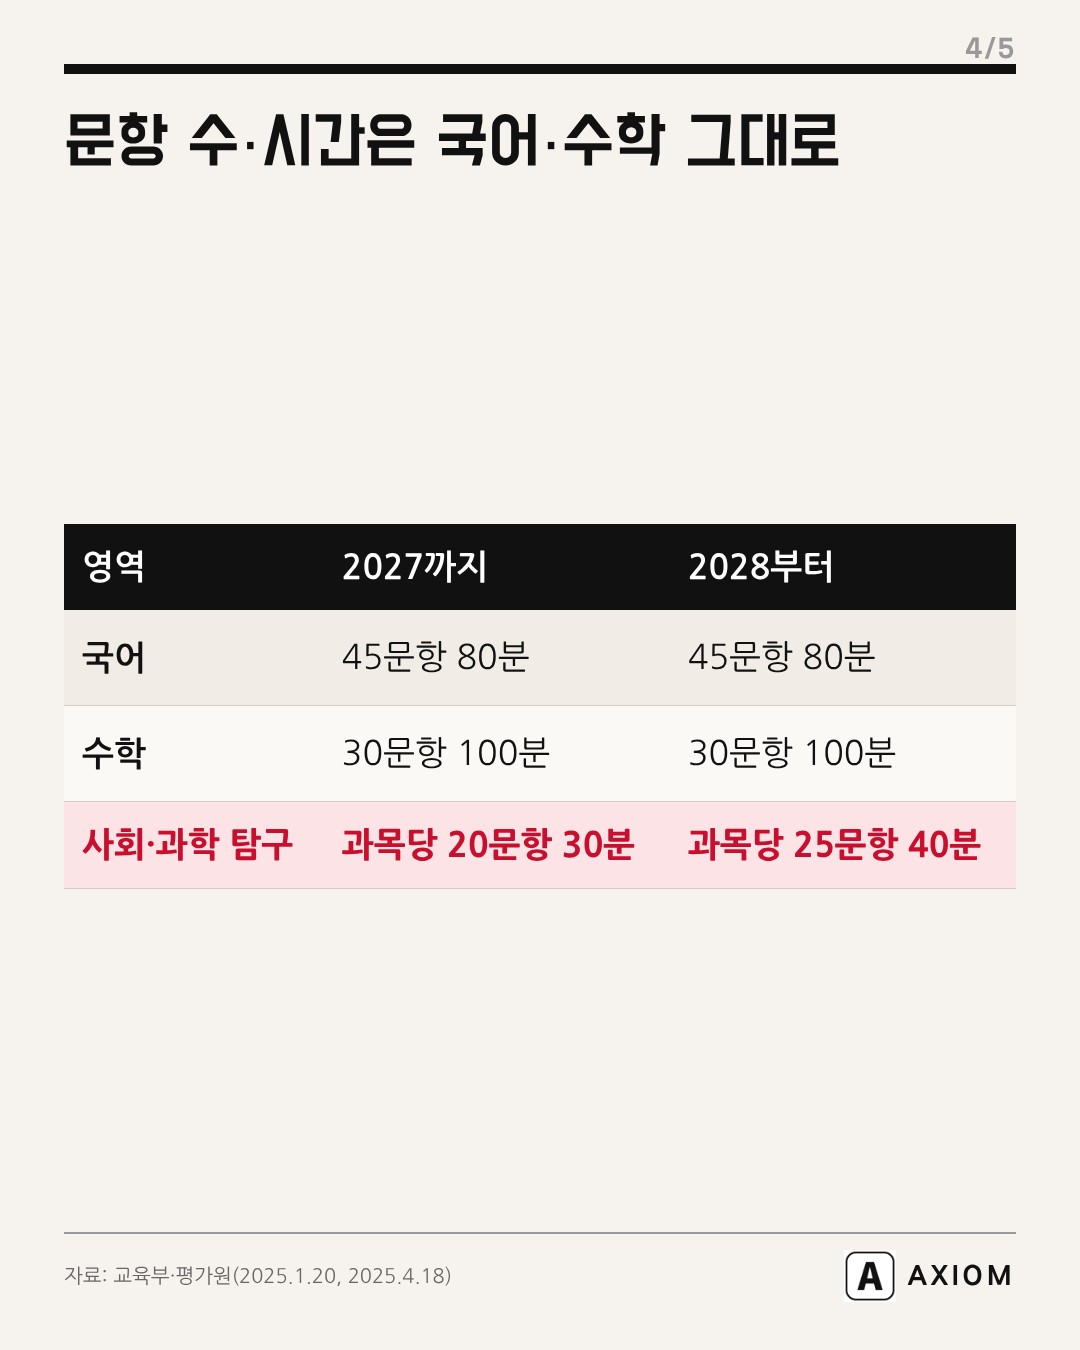 4/5
문항 수·시간은 국어·수학 그대로
영역 2027까지 2028부터
국어 45문항 80분 45문항 80분
수학 30문항 100분 30문항 100분
사회·과학 탐구 과목당 20문항 30분 과목당 25문항 40분
자료: 교육부·평가원(2025.1.20, 2025.4.18)
A AXIOM